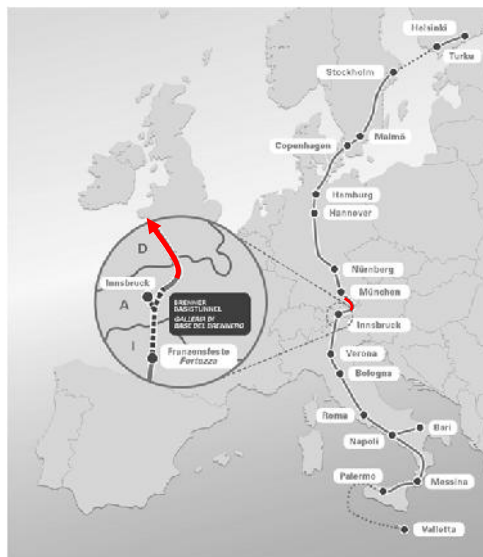 Helsinki
Turku
Stockholm
Malmö
Copenhagen
Hamburg
Hannover
Nürnberg
München
Innsbruck
Verona
Bologna
Roma
Bari
Napoli
Palermo
Messina
Valletta
D
Innsbruck
A
BRENNER
BASISTUNNEL
GALLERIA DI
BASE DEL BRENNERO
I
Franzensfeste
Fortezza